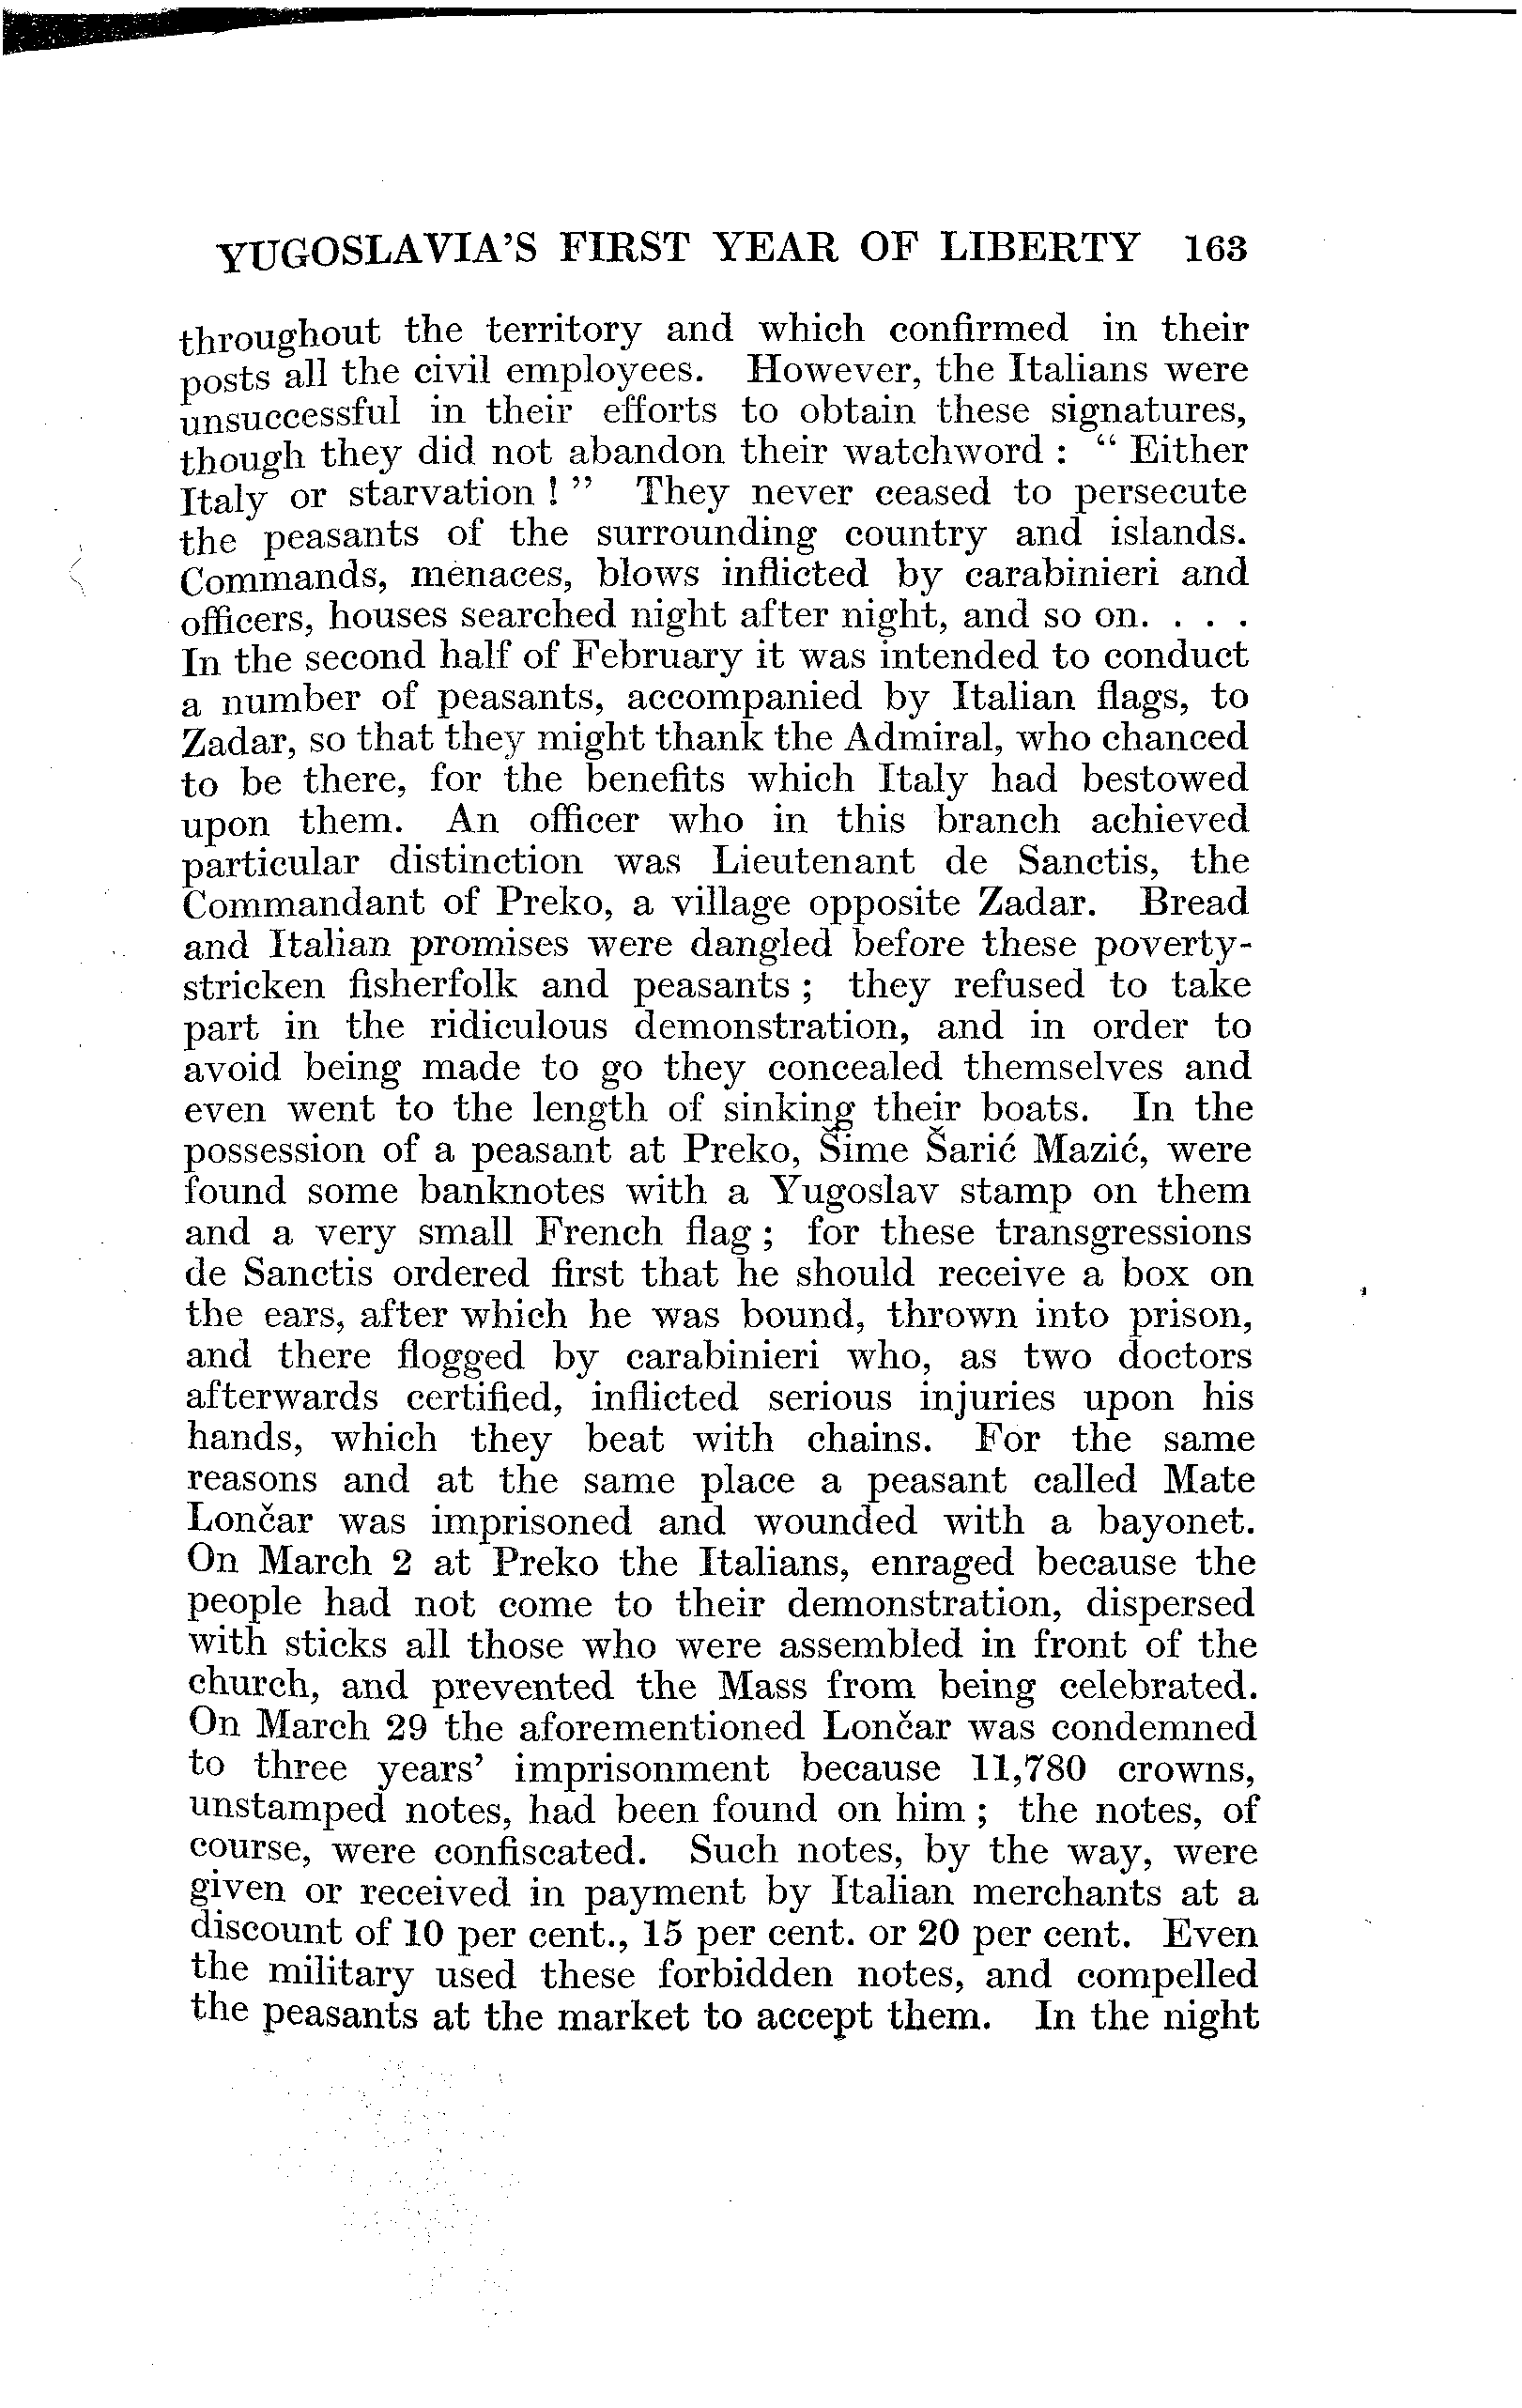 YUGOSLAVIA'S FIRST YEAR OF LIBERTY 163
throughout the territory and which confirmed in their
posts all the civil employees. However, the Italians were
unsuccessful in their efforts to obtain these signatures,
though they did not abandon their watchword : “ Either
Italy or starvation ! ” They never ceased to persecute
the peasants of the surrounding country and islands.
Commands, menaces, blows inflicted by carabinieri and
officers, houses searched night after night, and so on. . . .
In the second half of February it was intended to conduct
a number of peasants, accompanied by Italian flags, to
Zadar, so that they might thank the Admiral, who chanced
to be there, for the benefits which Italy had bestowed
upon them. An officer who in this branch achieved
particular distinction was Lieutenant de Sanctis, the
Commandant of Preko, a village opposite Zadar. Bread
and Italian promises were dangled before these poverty-
stricken fisherfolk and peasants ; they refused to take
part in the ridiculous demonstration, and in order to
avoid being made to go they concealed themselves and
even went to the length of sinking their boats. In the
possession of a peasant at Preko, Šime Šarić Mazić, were
found some banknotes with a Yugoslav stamp on them
and a very small French flag ; for these transgressions
de Sanctis ordered first that he should receive a box on
the ears, after which he was bound, thrown into prison,
and there flogged by carabinieri who, as two doctors
afterwards certified, inflicted serious injuries upon his
hands, which they beat with chains. For the same
reasons and at the same place a peasant called Mate
Lončar was imprisoned and wounded with a bayonet.
On March 2 at Preko the Italians, enraged because the
people had not come to their demonstration, dispersed
with sticks all those who were assembled in front of the
church, and prevented the Mass from being celebrated.
On March 29 the aforementioned Lončar was condemned
to three years' imprisonment because 11,780 crowns,
unstamped notes, had been found on him ; the notes, of
course, were confiscated. Such notes, by the way, were
given or received in payment by Italian merchants at a
discount of 10 per cent., 15 per cent. or 20 per cent. Even
the military used these forbidden notes, and compelled
the peasants at the market to accept them. In the night